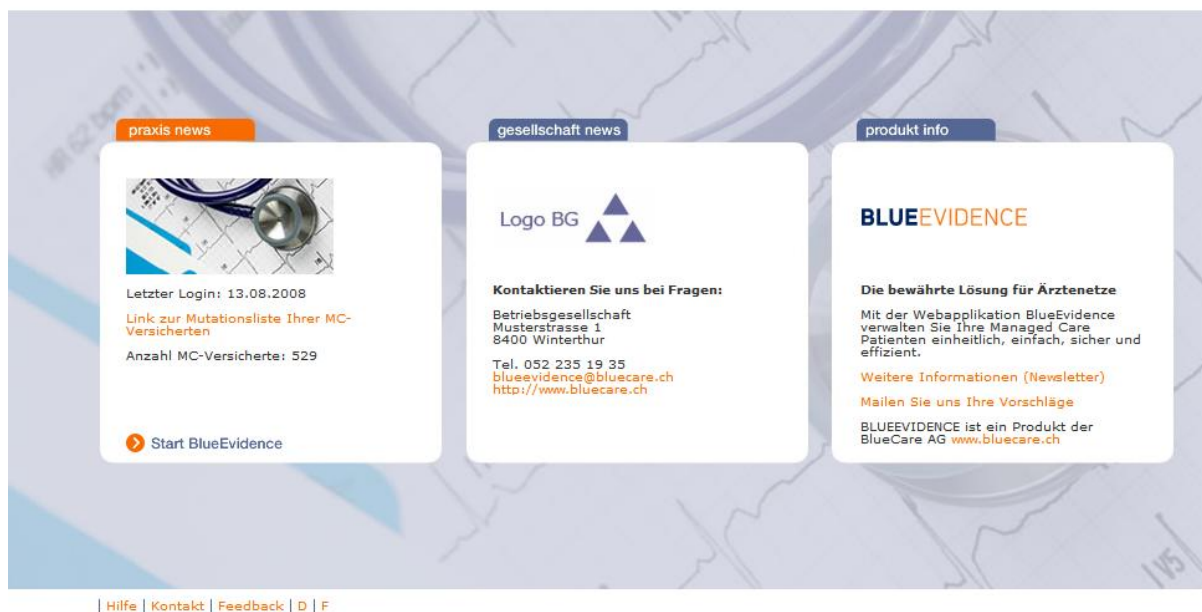 HR 62 bpm
praxis news
Letzter Login: 13.08.2008
Link zur Mutationsliste Ihrer MC-
Versicherten
Anzahl MC-Versicherte: 529
Start BlueEvidence
gesellschaft news
Logo BG
Kontaktieren Sie uns bei Fragen:
Betriebsgesellschaft
Musterstrasse 1
8400 Winterthur
Tel. 052 235 19 35
blueevidence@bluecare.ch
http://www.bluecare.ch
produkt info
BLUEEVIDENCE
Die bewährte Lösung für Ärztenetze
Mit der Webapplikation BlueEvidence
verwalten Sie Ihre Managed Care
Patienten einheitlich, einfach, sicher und
effizient.
Weitere Informationen (Newsletter)
Mailen Sie uns Ihre Vorschläge
BLUEEVIDENCE ist ein Produkt der
BlueCare AG www.bluecare.ch
V5
| Hilfe | Kontakt | Feedback | D | F